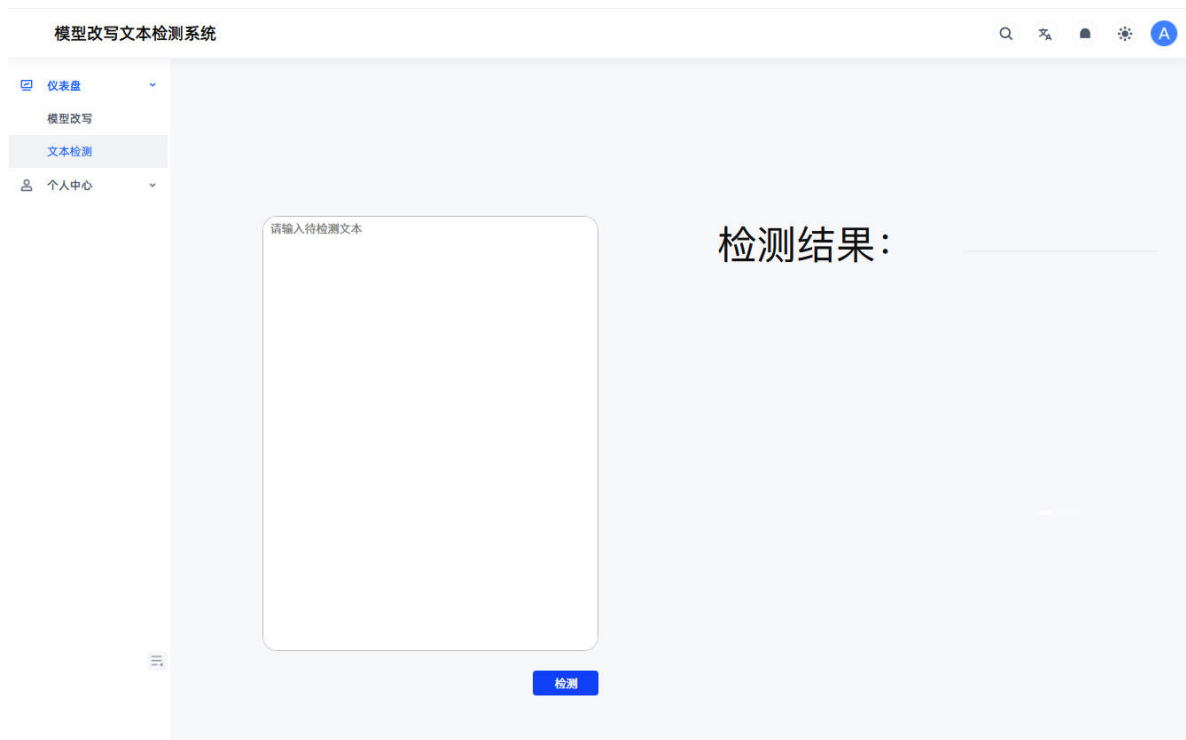 模型改写文本检测系统
A
仪表盘
模型改写
文本检测
个人中心
请输入待检测文本
检测结果：
检测